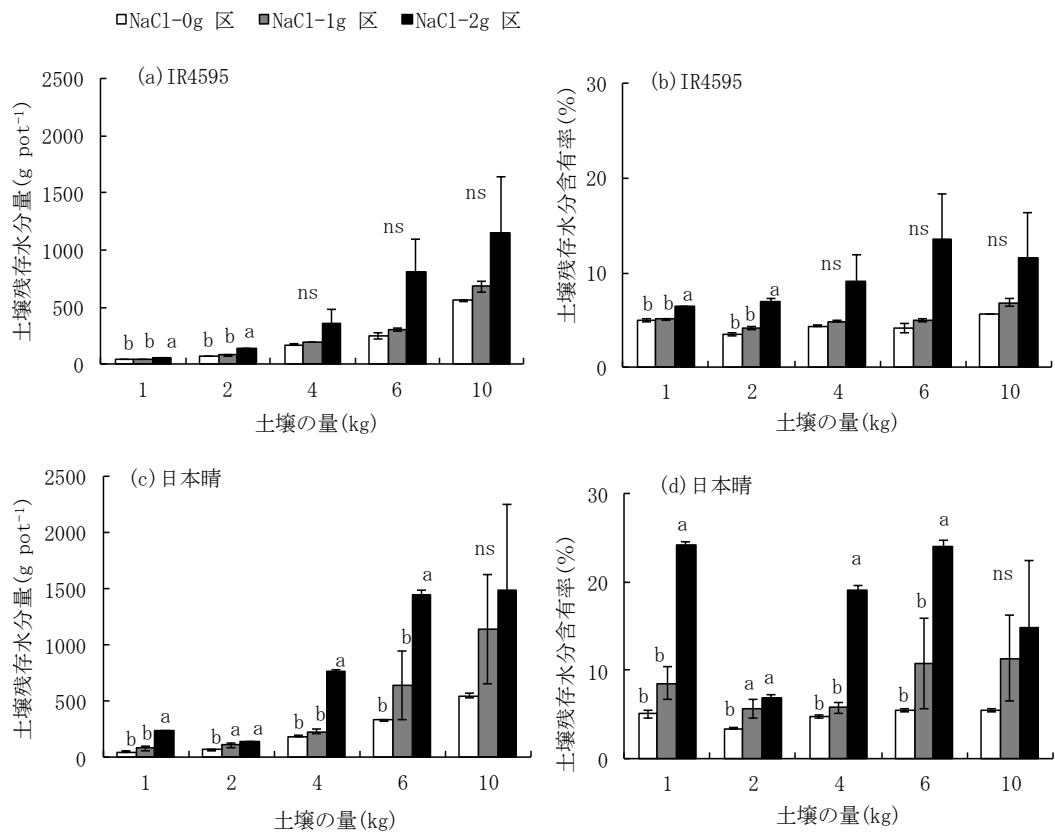 □NaCl-0g 区 ■NaCl-1g 区 ■NaCl-2g 区
(a)IR4595
土壌残存水分量(g pot⁻¹)
2500
2000
1500
1000
500
0
b b a
b b a
ns
ns
ns
1 2 4 6 10
土壌の量(kg)
(b)IR4595
土壌残存水分含有率(%)
30
20
10
0
b b a
b b a
ns
ns
ns
1 2 4 6 10
土壌の量(kg)
(c)日本晴
土壌残存水分量(g pot⁻¹)
2500
2000
1500
1000
500
0
b b a
b a a
b b a
b b a
ns
1 2 4 6 10
土壌の量(kg)
(d)日本晴
土壌残存水分含有率(%)
30
20
10
0
b b a
b a a
b b a
b b a
ns
1 2 4 6 10
土壌の量(kg)